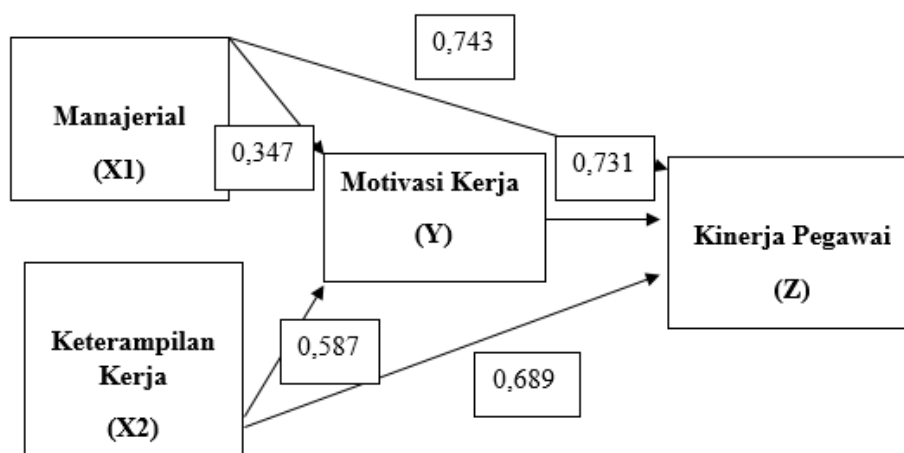 0,743
Manajerial
(X1)
0,347
0,731
Motivasi Kerja
(Y)
Kinerja Pegawai
(Z)
Keterampilan
Kerja
(X2)
0,587
0,689